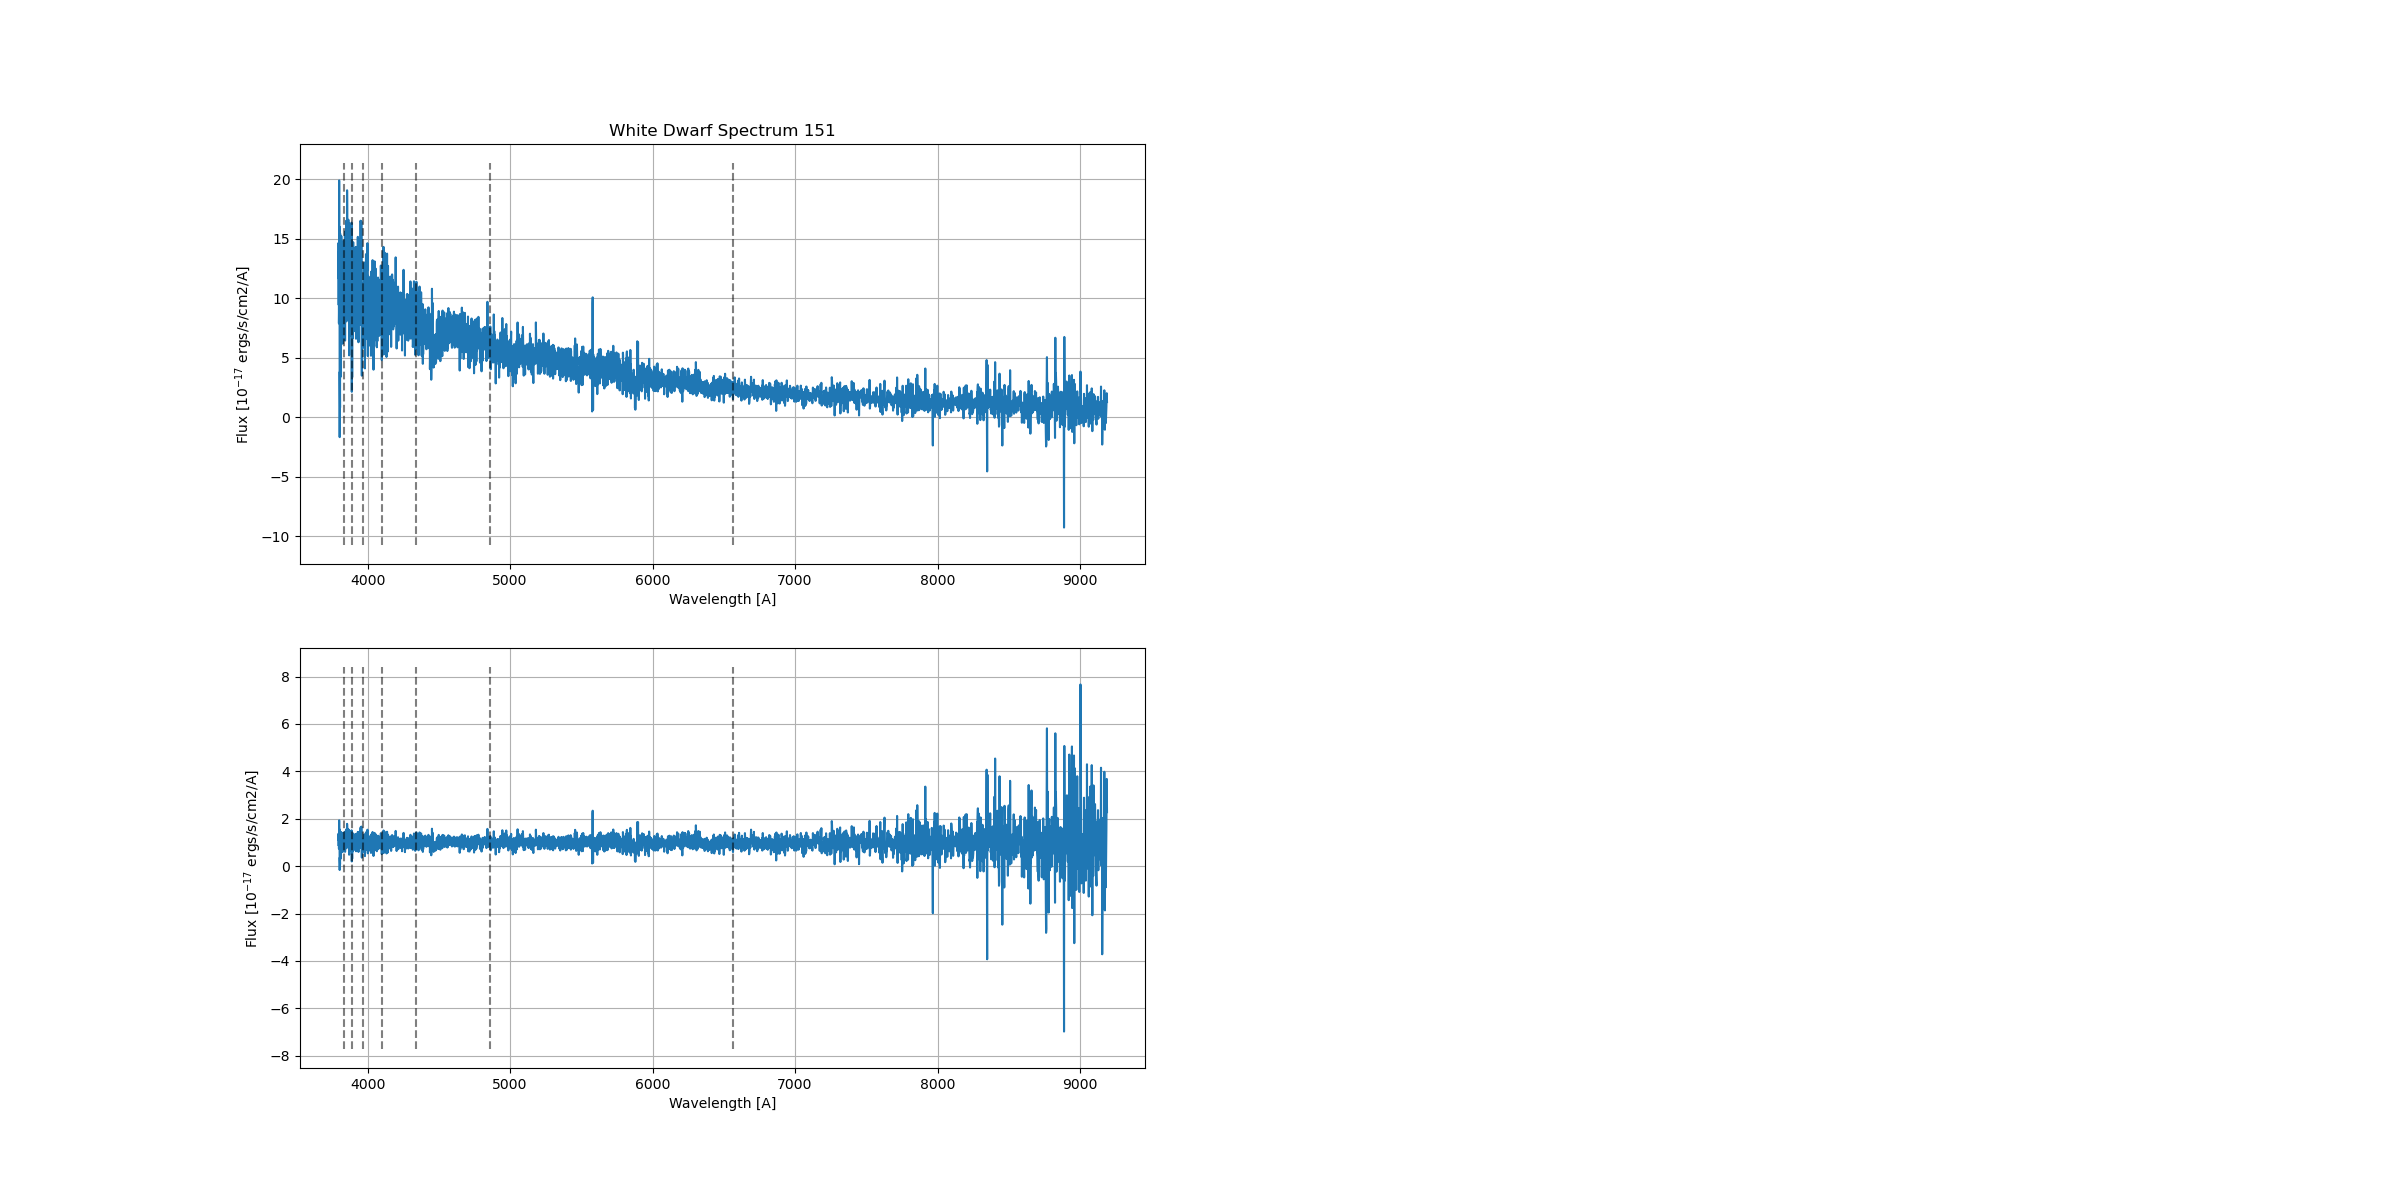 White Dwarf Spectrum 151
20
15
10
5
0
−5
−10
Flux [10⁻¹⁷ ergs/s/cm2/A]
4000 5000 6000 7000 8000 9000
Wavelength [A]
8
6
4
2
0
−2
−4
−6
−8
Flux [10⁻¹⁷ ergs/s/cm2/A]
4000 5000 6000 7000 8000 9000
Wavelength [A]